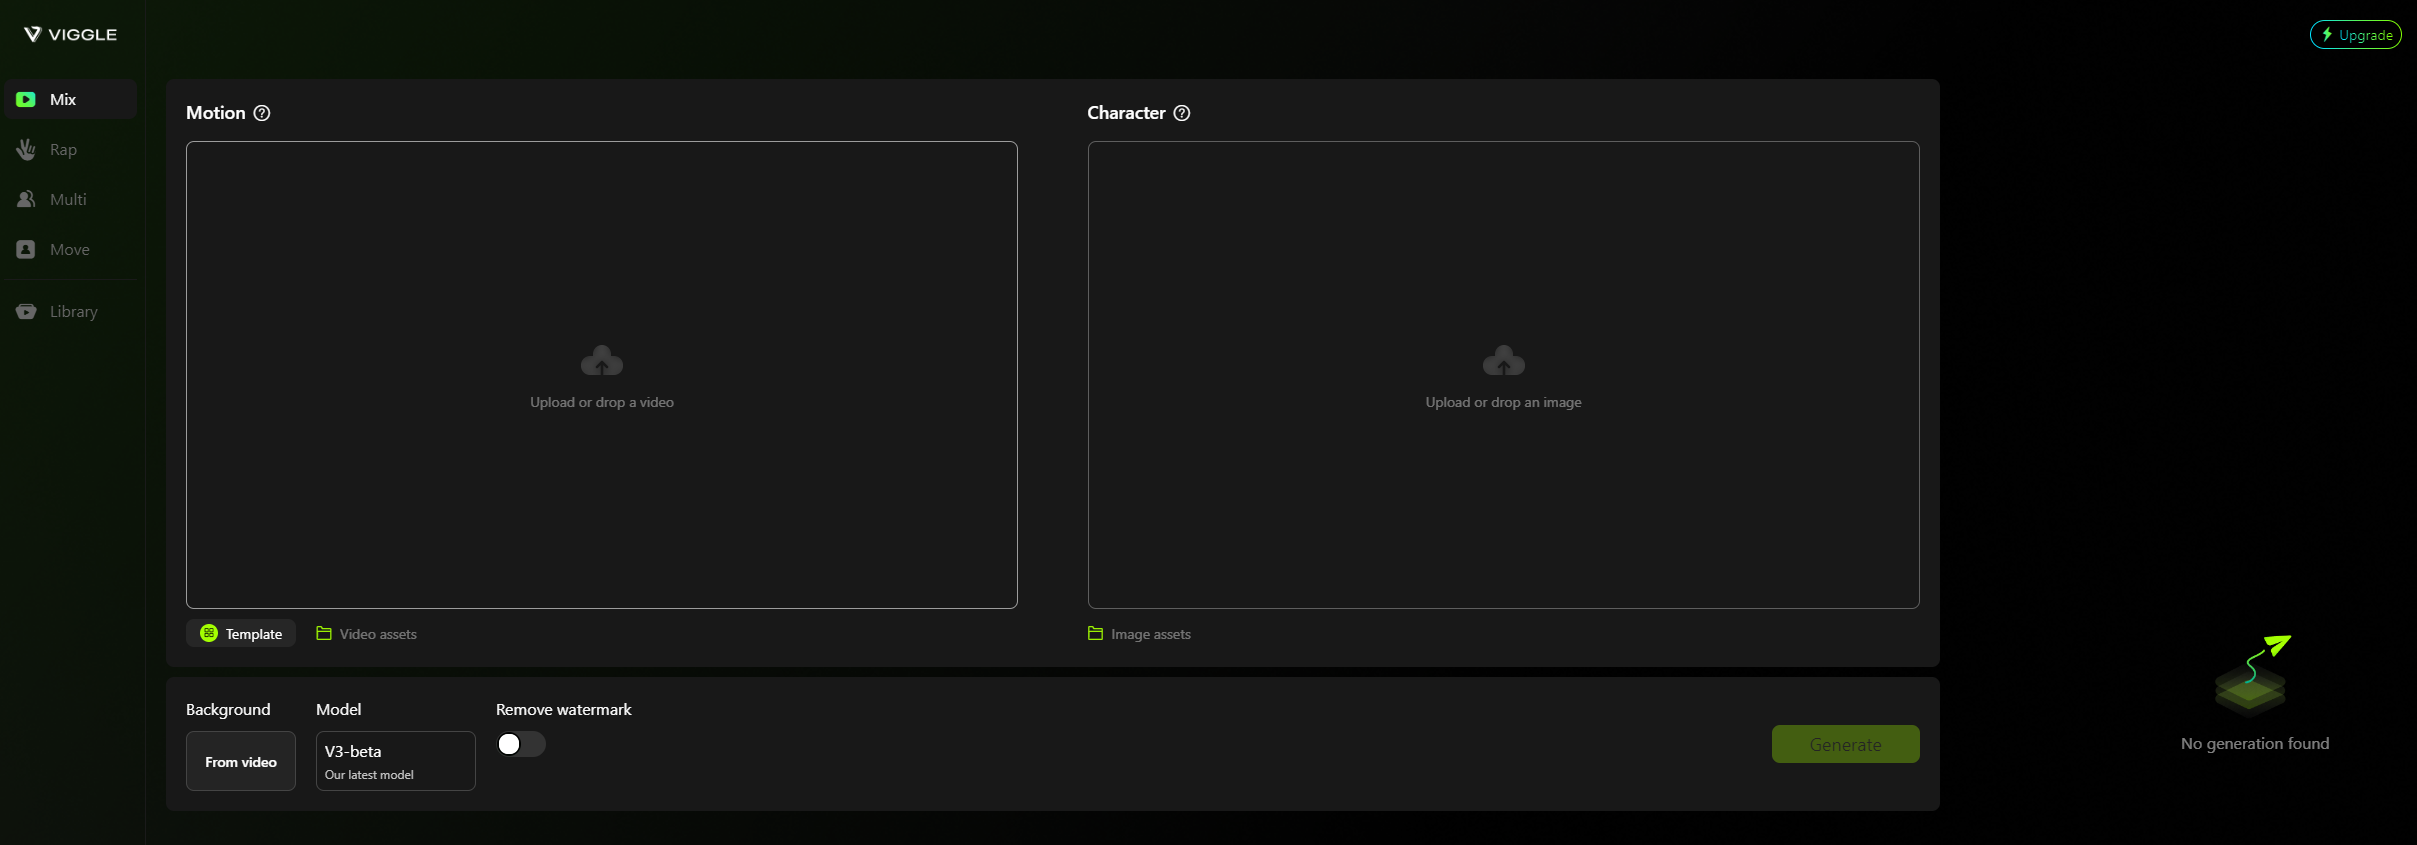 VIGGLE
Upgrade
Mix
Rap
Multi
Move
Library
Motion
Character
Upload or drop a video
Upload or drop an image
Template
Video assets
Image assets
Background
Model
Remove watermark
From video
V3-beta
Our latest model
Generate
No generation found